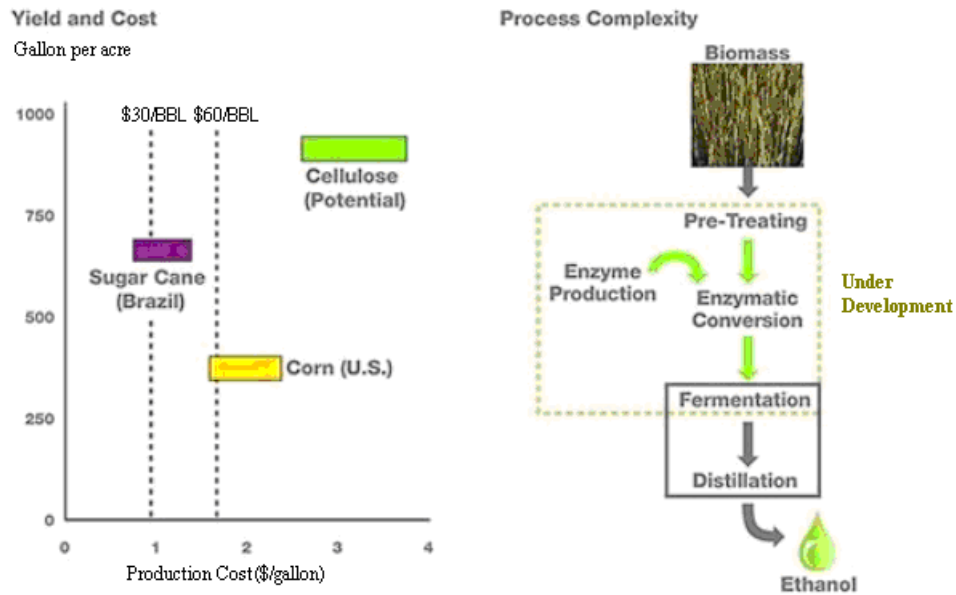 Yield and Cost
Gallon per acre
1000
750
500
250
0
$30/BBL $60/BBL
Cellulose
(Potential)
Sugar Cane
(Brazil)
Corn (U.S.)
0 1 2 3 4
Production Cost($/gallon)
Process Complexity
Biomass
Pre-Treating
Enzyme
Production
Enzymatic
Conversion
Under
Development
Fermentation
Distillation
Ethanol